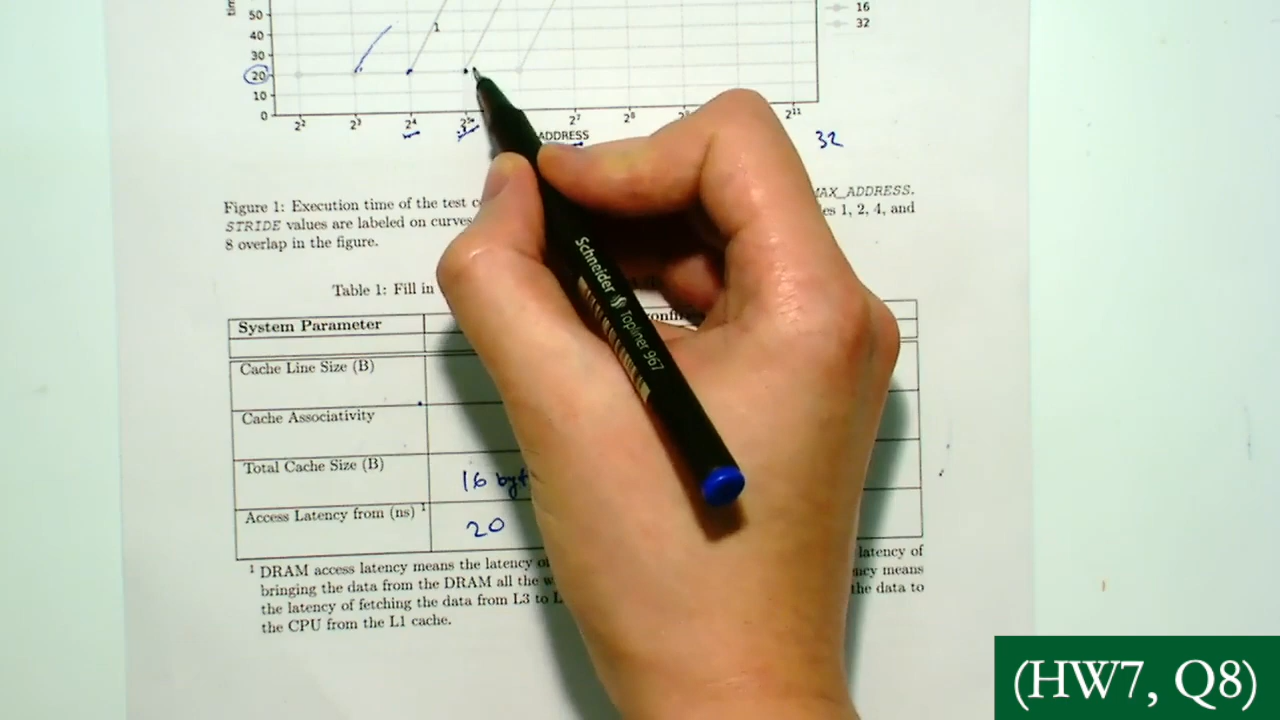 50
40
30
20
10
0
1
16
32
2² 2³ 2⁴ 2⁵ 2⁷ 2⁸ 2¹¹
ADDRESS
32
Figure 1: Execution time of the test MAX_ADDRESS.
STRIDE values are labeled on curves 1, 2, 4, and
8 overlap in the figure.
Table 1: Fill in
System Parameter
Cache Line Size (B)
Cache Associativity
Total Cache Size (B) 16
Access Latency from (ns) ¹ 20
¹ DRAM access latency means the latency latency of
bringing the data from the DRAM all the means
the latency of fetching the data from L3 to the data to
the CPU from the L1 cache.
Schneider Topliner 967
(HW7, Q8)